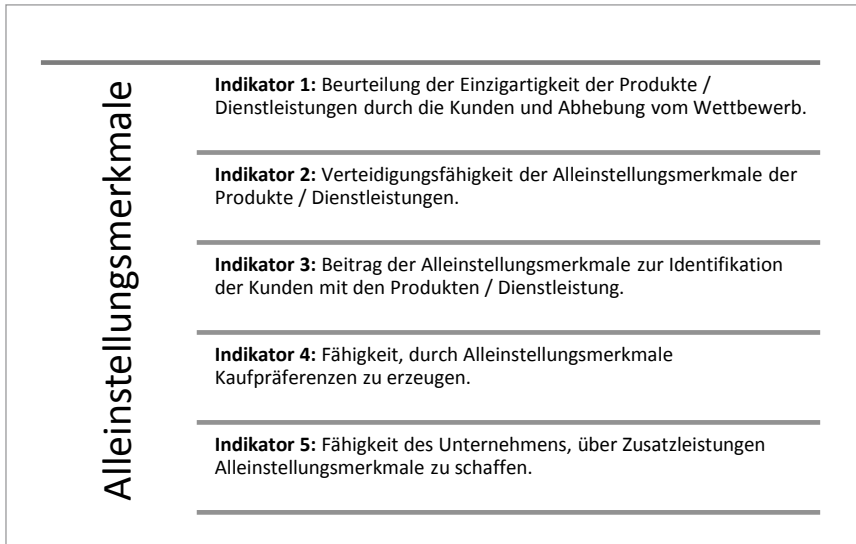 Alleinstellungsmerkmale
Indikator 1: Beurteilung der Einzigartigkeit der Produkte /
Dienstleistungen durch die Kunden und Abhebung vom Wettbewerb.
Indikator 2: Verteidigungsfähigkeit der Alleinstellungsmerkmale der
Produkte / Dienstleistungen.
Indikator 3: Beitrag der Alleinstellungsmerkmale zur Identifikation
der Kunden mit den Produkten / Dienstleistung.
Indikator 4: Fähigkeit, durch Alleinstellungsmerkmale
Kaufpräferenzen zu erzeugen.
Indikator 5: Fähigkeit des Unternehmens, über Zusatzleistungen
Alleinstellungsmerkmale zu schaffen.